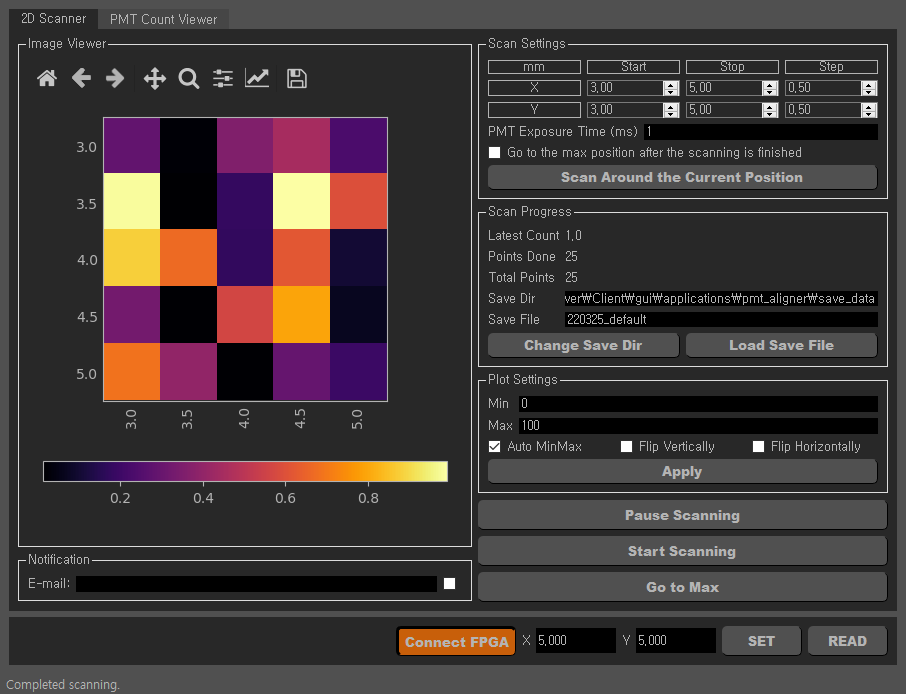 2D Scanner PMT Count Viewer
Image Viewer
3.0
3.5
4.0
4.5
5.0
3.0 3.5 4.0 4.5 5.0
0.2 0.4 0.6 0.8
Notification
E-mail:
Scan Settings
mm Start Stop Step
X 3,00 5,00 0,50
Y 3,00 5,00 0,50
PMT Exposure Time (ms) 1
Go to the max position after the scanning is finished
Scan Around the Current Position
Scan Progress
Latest Count 1,0
Points Done 25
Total Points 25
Save Dir ver₩Client₩gui₩applications₩pmt_aligner₩save_data
Save File 220325_default
Change Save Dir Load Save File
Plot Settings
Min 0
Max 100
Auto MinMax Flip Vertically Flip Horizontally
Apply
Pause Scanning
Start Scanning
Go to Max
Connect FPGA X 5,000 Y 5,000 SET READ
Completed scanning.